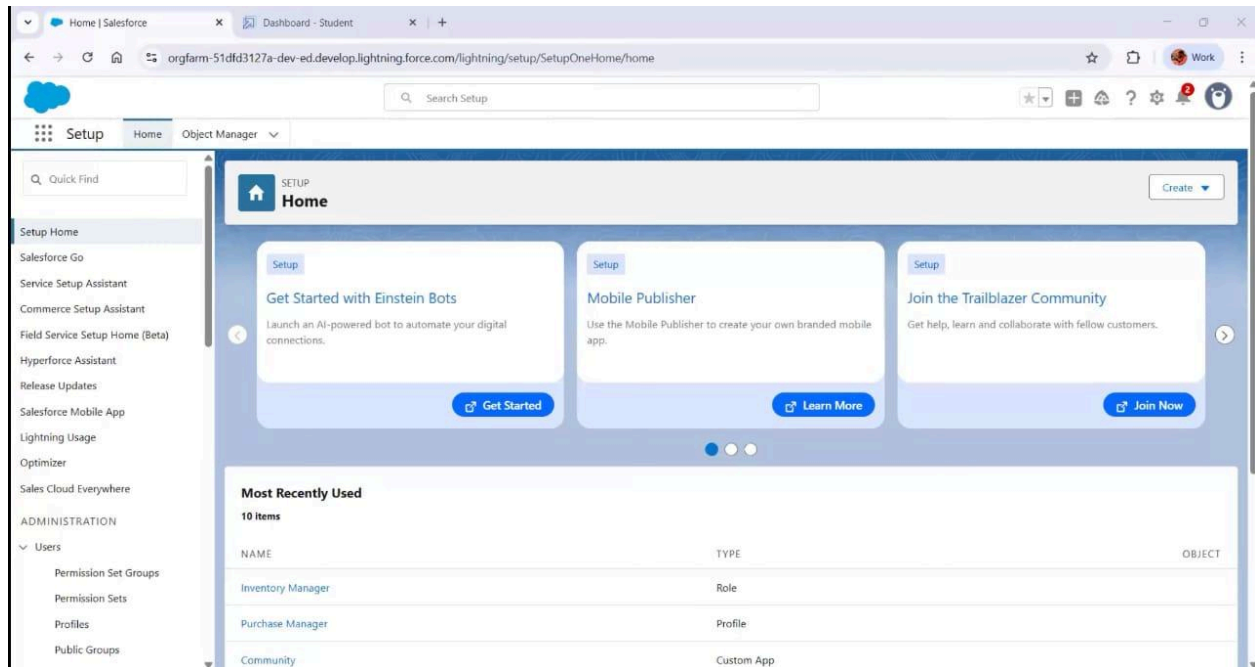 Home | Salesforce
Dashboard - Student
orgfarm-51dfd3127a-dev-ed.develop.lightning.force.com/lightning/setup/SetupOneHome/home
Work
Search Setup
2
Setup
Home
Object Manager
Quick Find
Setup Home
Salesforce Go
Service Setup Assistant
Commerce Setup Assistant
Field Service Setup Home (Beta)
Hyperforce Assistant
Release Updates
Salesforce Mobile App
Lightning Usage
Optimizer
Sales Cloud Everywhere
ADMINISTRATION
Users
Permission Set Groups
Permission Sets
Profiles
Public Groups
SETUP
Home
Create
Setup
Get Started with Einstein Bots
Launch an AI-powered bot to automate your digital
connections.
Get Started
Setup
Mobile Publisher
Use the Mobile Publisher to create your own branded mobile
app.
Learn More
Setup
Join the Trailblazer Community
Get help, learn and collaborate with fellow customers.
Join Now
Most Recently Used
10 items
NAME TYPE OBJECT
Inventory Manager Role
Purchase Manager Profile
Community Custom App